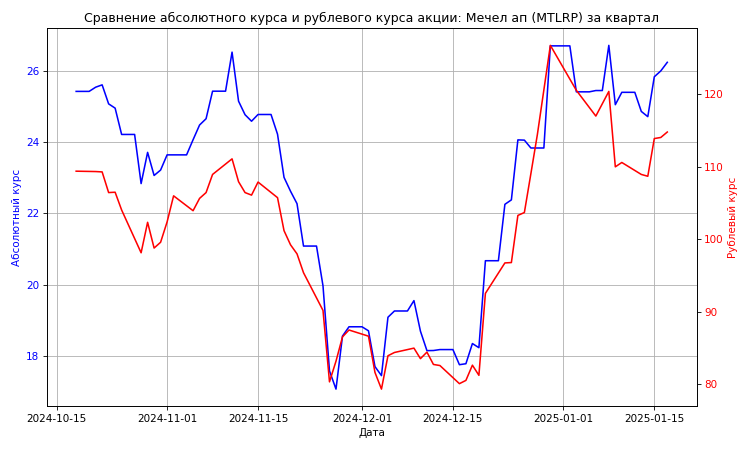 Сравнение абсолютного курса и рублевого курса акции: Мечел ап (MTLRP) за квартал
Абсолютный курс
26
24
22
20
18
120
110
100
90
80
Рублевый курс
2024-10-15 2024-11-01 2024-11-15 2024-12-01 2024-12-15 2025-01-01 2025-01-15
Дата